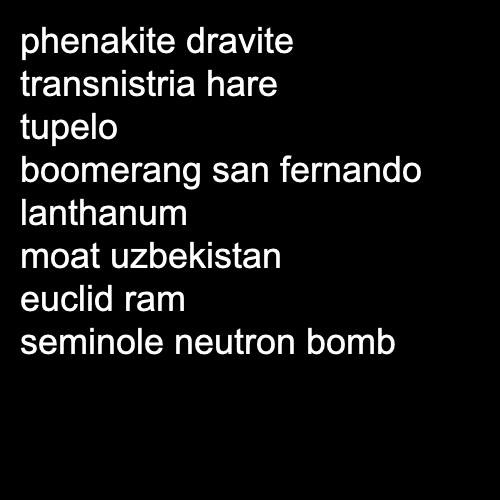 phenakite dravite
transnistria hare
tupelo
boomerang san fernando
lanthanum
moat uzbekistan
euclid ram
seminole neutron bomb